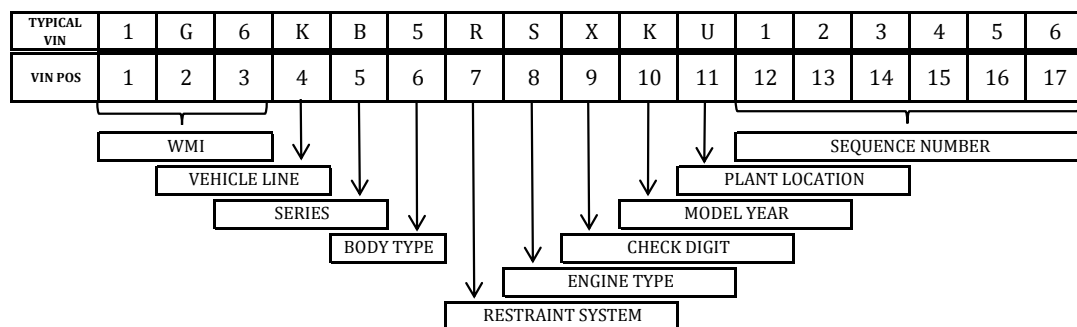 TYPICAL VIN 1 G 6 K B 5 R S X K U 1 2 3 4 5 6
VIN POS 1 2 3 4 5 6 7 8 9 10 11 12 13 14 15 16 17
WMI SEQUENCE NUMBER
VEHICLE LINE PLANT LOCATION
SERIES MODEL YEAR
BODY TYPE CHECK DIGIT
ENGINE TYPE
RESTRAINT SYSTEM